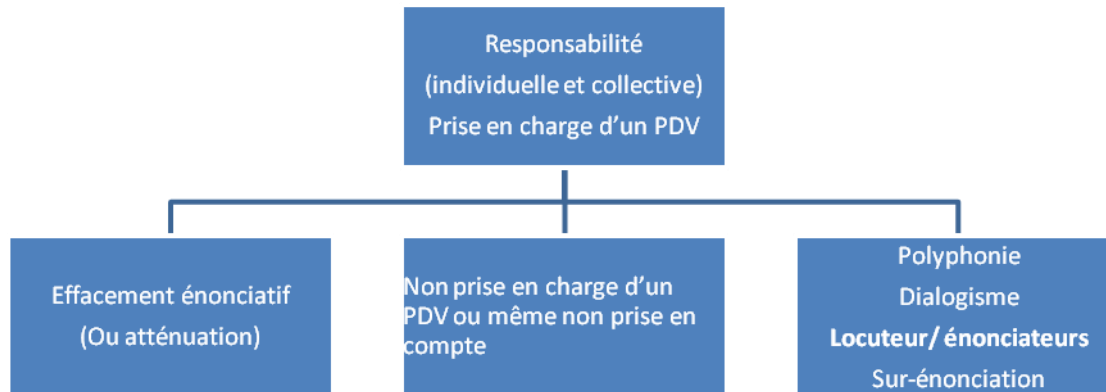 Responsabilité
(individuelle et collective)
Prise en charge d’un PDV
Effacement énonciatif
(Ou atténuation)
Non prise en charge d’un
PDV ou même non prise en
compte
Polyphonie
Dialogisme
Locuteur/ énonciateurs
Sur-énonciation